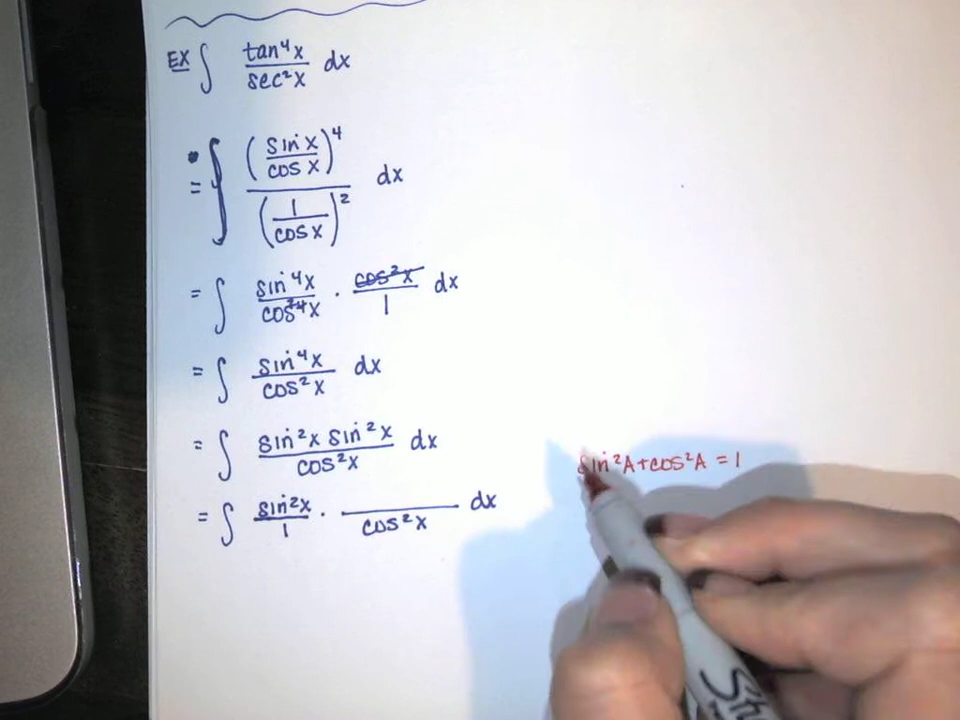 EX ∫ tan⁴x / sec²x dx
= ∫ (sin x / cos x)⁴ / (1 / cos x)² dx
= ∫ sin⁴x / cos²⁴x · cos²x / 1 dx
= ∫ sin⁴x / cos²x dx
= ∫ sin²x sin²x / cos²x dx
sin²A + cos²A = 1
= ∫ sin²x / 1 · / cos²x dx